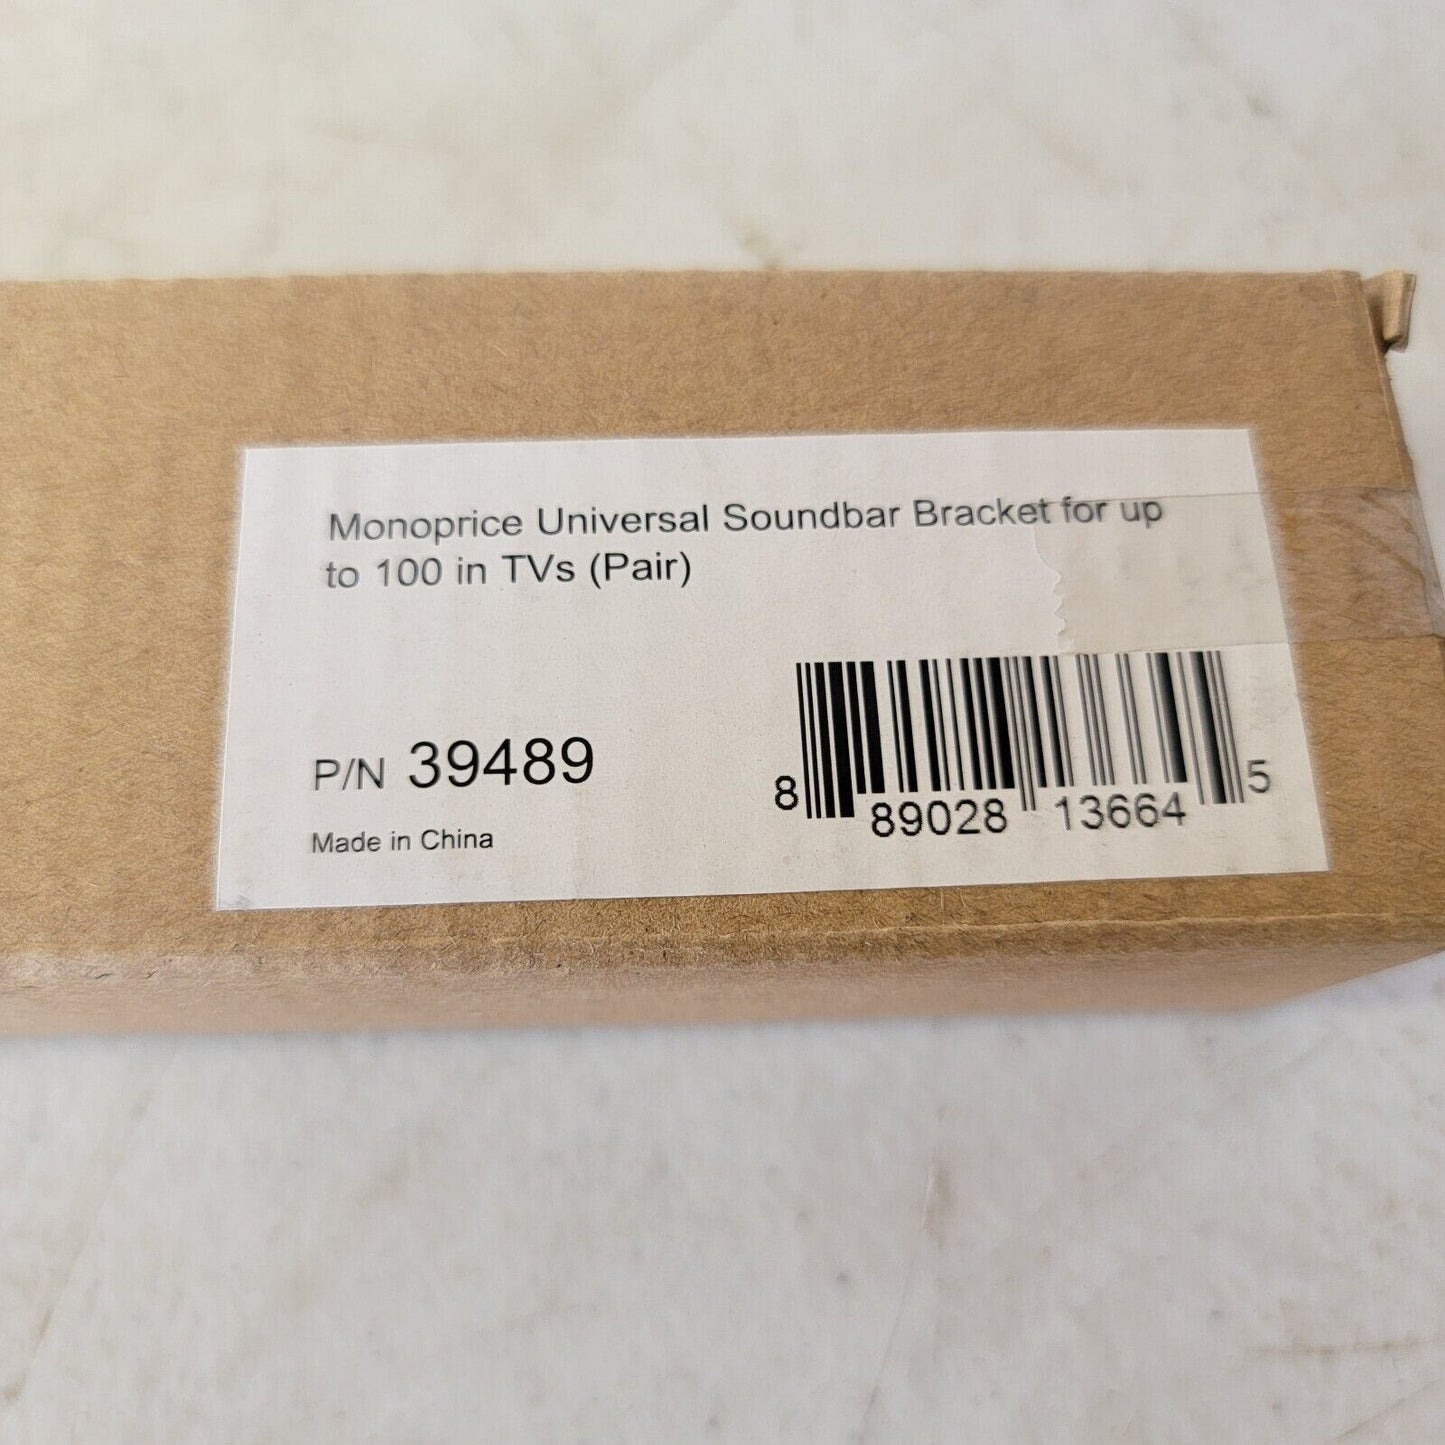 Monoprice Universal Soundbar Bracket for up
to 100 in TVs (Pair)
P/N 39489
Made in China
8 89028 13664 5